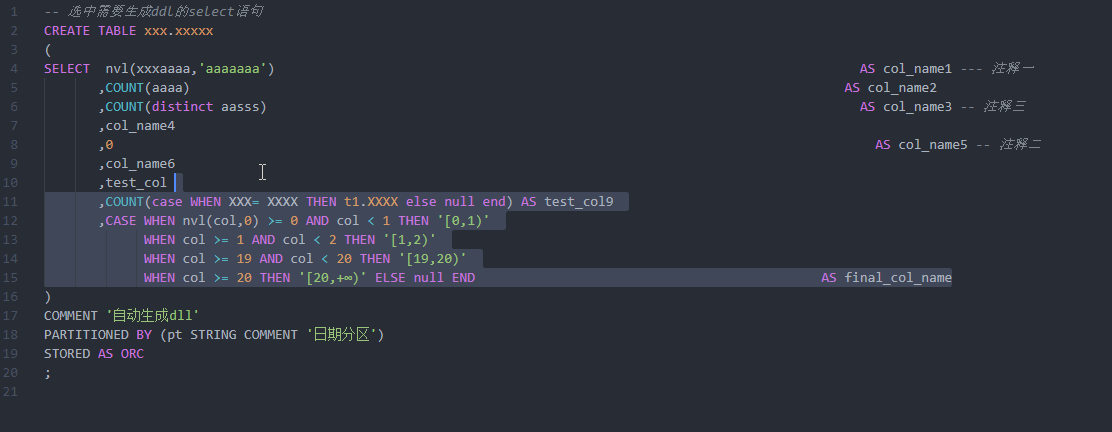 1 -- 选中需要生成ddl的select语句
2 CREATE TABLE xxx.xxxxx
3 (
4 SELECT  nvl(xxxaaaa,'aaaaaaa') AS col_name1 --- 注释一
5 ,COUNT(aaaa) AS col_name2
6 ,COUNT(distinct aasss) AS col_name3 -- 注释三
7 ,col_name4
8 ,0 AS col_name5 -- 注释二
9 ,col_name6
10 ,test_col
11 ,COUNT(case WHEN XXX= XXXX THEN t1.XXXX else null end) AS test_col9
12 ,CASE WHEN nvl(col,0) >= 0 AND col < 1 THEN '[0,1)'
13 WHEN col >= 1 AND col < 2 THEN '[1,2)'
14 WHEN col >= 19 AND col < 20 THEN '[19,20)'
15 WHEN col >= 20 THEN '[20,+∞)' ELSE null END AS final_col_name
16 )
17 COMMENT '自动生成dll'
18 PARTITIONED BY (pt STRING COMMENT '日期分区')
19 STORED AS ORC
20 ;
21